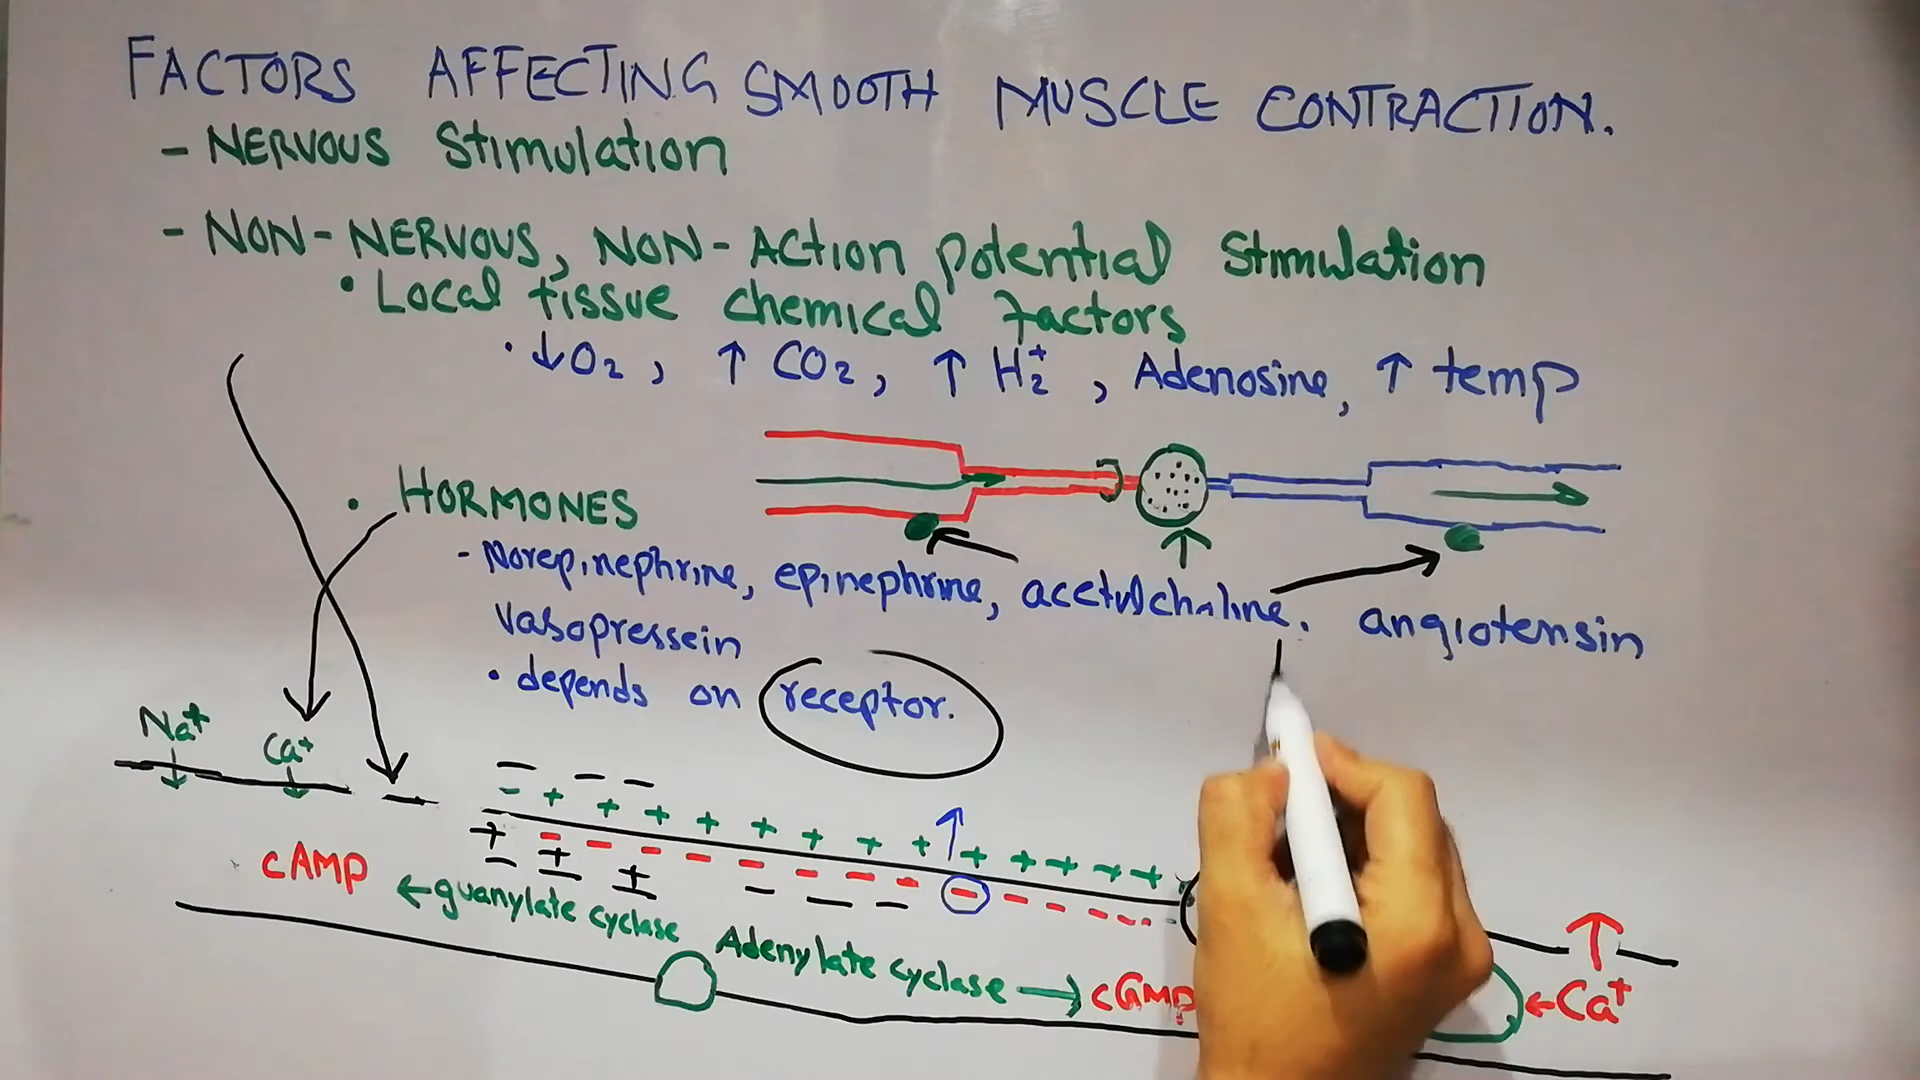 FACTORS AFFECTING SMOOTH MUSCLE CONTRACTION.
- NERVOUS Stimulation
- NON-NERVOUS, NON-Action potential Stimulation
• Local tissue chemical factors
• ↓O2, ↑ CO2, ↑ H2+, Adenosine, ↑ temp
• HORMONES
- Norepinephrine, epinephrine, acetylcholine. angiotensin
vasopressein
• depends on receptor.
Na+
Ca+
cAMP ← guanylate cyclase
Adenylate cyclase → cGMP
← Ca+